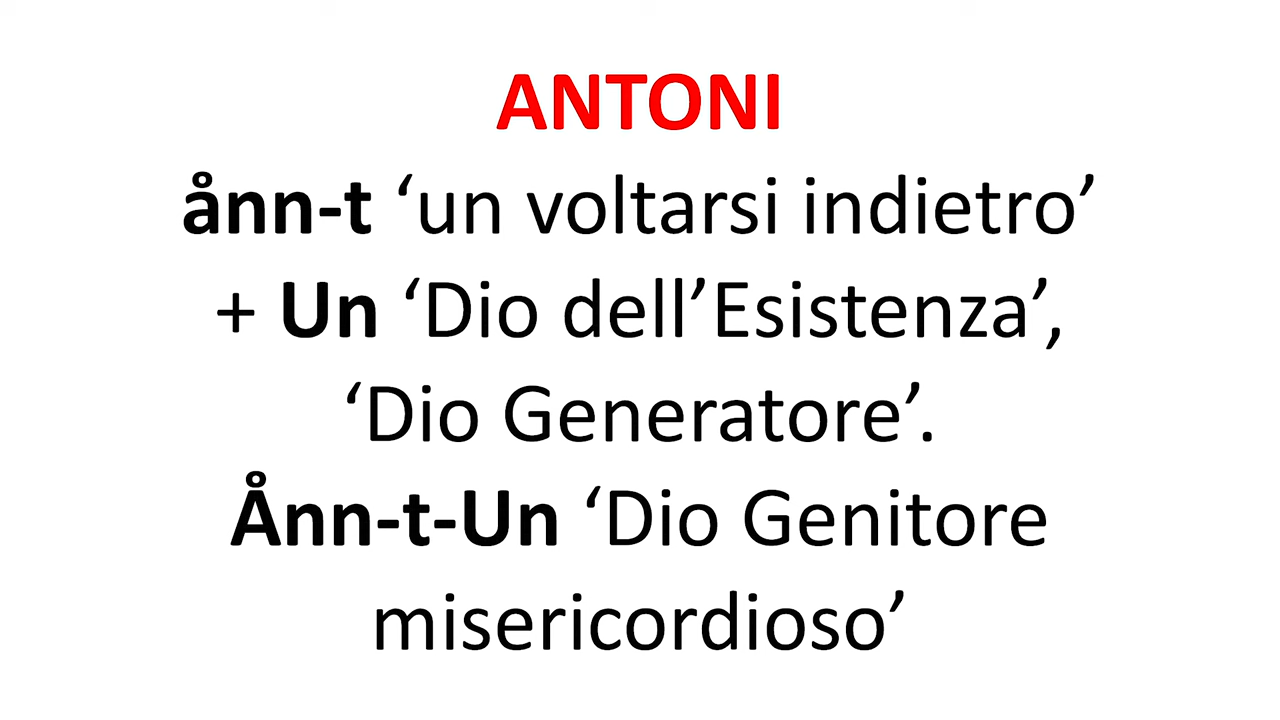 ANTONI
ånn-t ‘un voltarsi indietro’
+ Un ‘Dio dell’Esistenza’,
‘Dio Generatore’.
Ånn-t-Un ‘Dio Genitore
misericordioso’